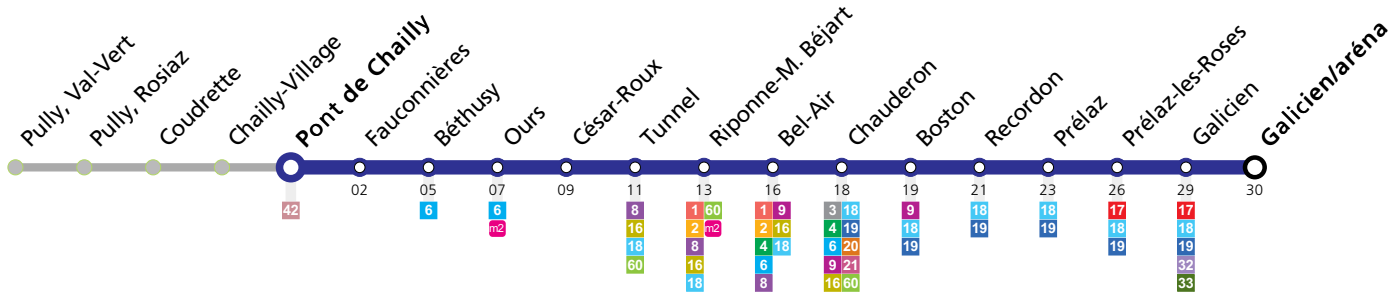 Pully, Val-Vert
Pully, Rosiaz
Coudrette
Chailly-Village
Pont de Chailly
Fauconnières
Béthusy
Ours
César-Roux
Tunnel
Riponne-M. Béjart
Bel-Air
Chauderon
Boston
Recordon
Prélaz
Prélaz-les-Roses
Galicien
Galicien/aréna
02 05 07 09 11 13 16 18 19 21 23 26 29 30
42 6 6 8 1 60 1 9 3 18 9 18 18 17 17
m2 16 2 m2 2 16 4 19 18 19 19 18 18
18 8 4 18 6 20 19 19 19
60 16 6 9 21 32
18 8 16 60 33